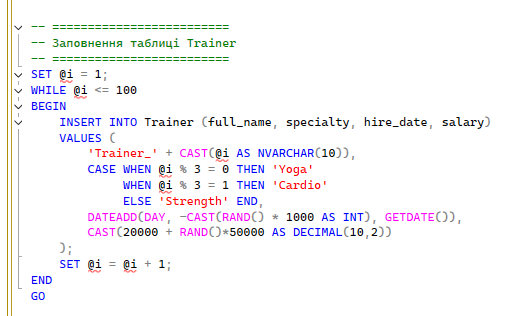 -- =========================
-- Заповнення таблиці Trainer
-- =========================
SET @i = 1;
WHILE @i <= 100
BEGIN
    INSERT INTO Trainer (full_name, specialty, hire_date, salary)
    VALUES (
        'Trainer_' + CAST(@i AS NVARCHAR(10)),
        CASE WHEN @i % 3 = 0 THEN 'Yoga'
             WHEN @i % 3 = 1 THEN 'Cardio'
             ELSE 'Strength' END,
        DATEADD(DAY, -CAST(RAND() * 1000 AS INT), GETDATE()),
        CAST(20000 + RAND()*50000 AS DECIMAL(10,2))
    );
    SET @i = @i + 1;
END
GO